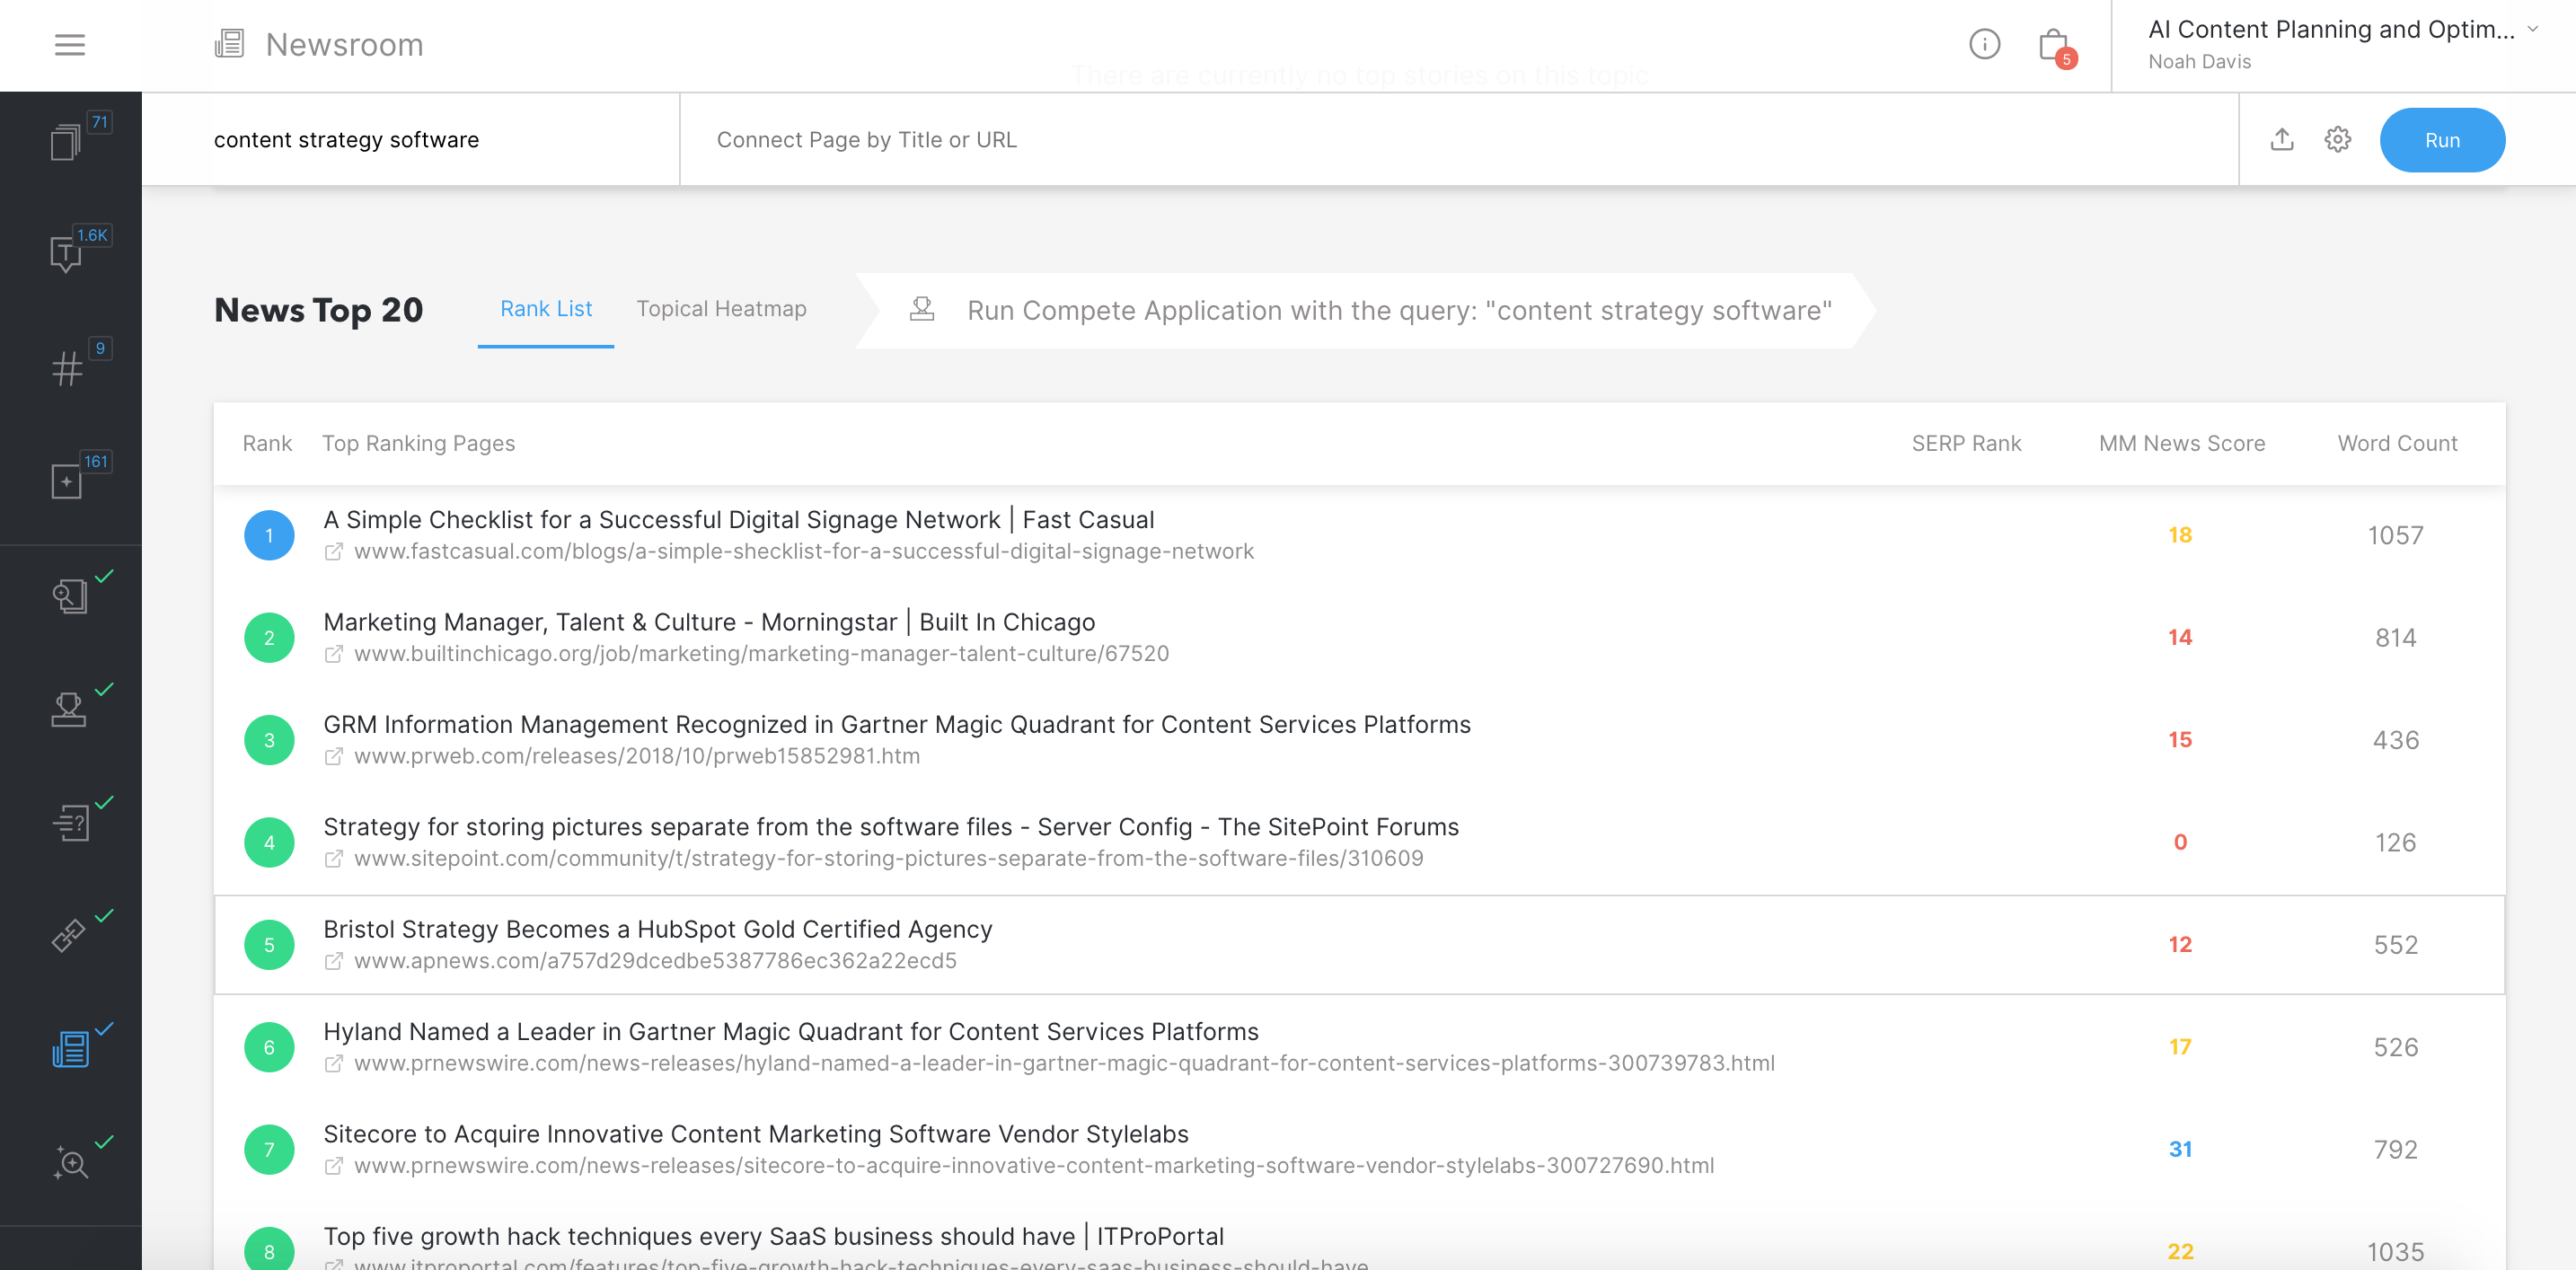 Newsroom
There are currently no top stories on this topic
5
AI Content Planning and Optim...
Noah Davis
content strategy software
Connect Page by Title or URL
Run
71
1.6K
9
161
News Top 20
Rank List
Topical Heatmap
Run Compete Application with the query: "content strategy software"
Rank Top Ranking Pages SERP Rank MM News Score Word Count
1 A Simple Checklist for a Successful Digital Signage Network | Fast Casual 18 1057
www.fastcasual.com/blogs/a-simple-shecklist-for-a-successful-digital-signage-network
2 Marketing Manager, Talent & Culture - Morningstar | Built In Chicago 14 814
www.builtinchicago.org/job/marketing/marketing-manager-talent-culture/67520
3 GRM Information Management Recognized in Gartner Magic Quadrant for Content Services Platforms 15 436
www.prweb.com/releases/2018/10/prweb15852981.htm
4 Strategy for storing pictures separate from the software files - Server Config - The SitePoint Forums 0 126
www.sitepoint.com/community/t/strategy-for-storing-pictures-separate-from-the-software-files/310609
5 Bristol Strategy Becomes a HubSpot Gold Certified Agency 12 552
www.apnews.com/a757d29dcedbe5387786ec362a22ecd5
6 Hyland Named a Leader in Gartner Magic Quadrant for Content Services Platforms 17 526
www.prnewswire.com/news-releases/hyland-named-a-leader-in-gartner-magic-quadrant-for-content-services-platforms-300739783.html
7 Sitecore to Acquire Innovative Content Marketing Software Vendor Stylelabs 31 792
www.prnewswire.com/news-releases/sitecore-to-acquire-innovative-content-marketing-software-vendor-stylelabs-300727690.html
8 Top five growth hack techniques every SaaS business should have | ITProPortal 22 1035
www.itproportal.com/features/top-five-growth-hack-techniques-every-saas-business-should-have